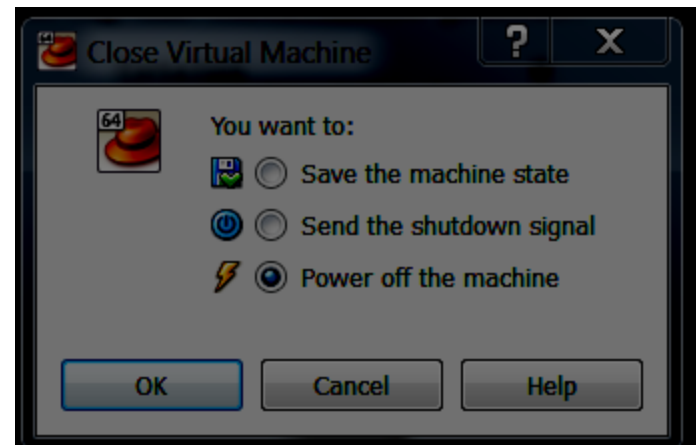 64
Close Virtual Machine
? X
64
You want to:
Save the machine state
Send the shutdown signal
Power off the machine
OK Cancel Help